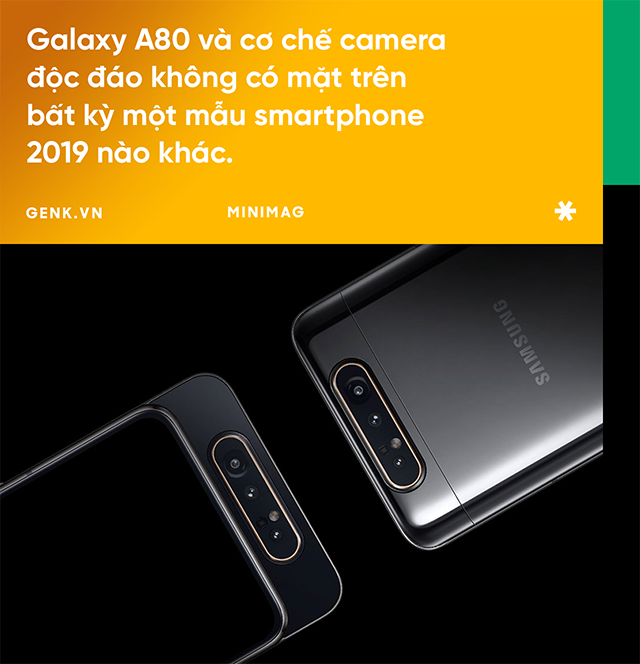 Galaxy A80 và cơ chế camera
độc đáo không có mặt trên
bất kỳ một mẫu smartphone
2019 nào khác.
GENK.VN MINIMAG
SAMSUNG